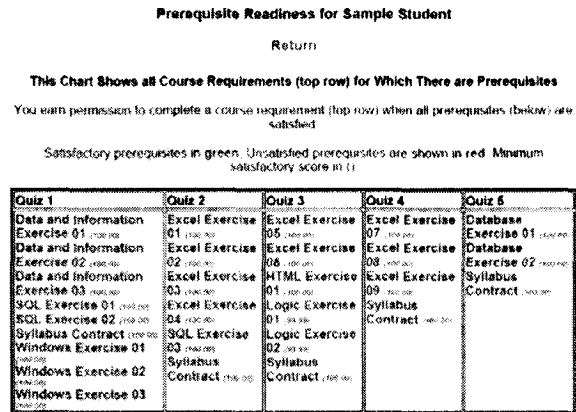 Prerequisite Readiness for Sample Student
Return
This Chart Shows all Course Requirements (top row) for Which There are Prerequisites
You earn permission to complete a course requirement (top row) when all prerequisites (below) are
satisfied
Satisfactory prerequisites in green, Unsatisfied prerequisites are shown in red. Minimum
satisfactory score in ()
Quiz 1
Data and Information
Exercise 01
Data and Information
Exercise 02
Data and Information
Exercise 03
SQL Exercise 01
SQL Exercise 02
Syllabus Contract
Windows Exercise 01
Windows Exercise 02
Windows Exercise 03
Quiz 2
Excel Exercise
01
Excel Exercise
02
Excel Exercise
03
Excel Exercise
04
SQL Exercise
03
Syllabus
Contract
Quiz 3
Excel Exercise
05
Excel Exercise
06
HTML Exercise
01
Logic Exercise
01
Logic Exercise
02
Syllabus
Contract
Quiz 4
Excel Exercise
07
Excel Exercise
08
Excel Exercise
09
Syllabus
Contract
Quiz 5
Database
Exercise 01
Database
Exercise 02
Syllabus
Contract